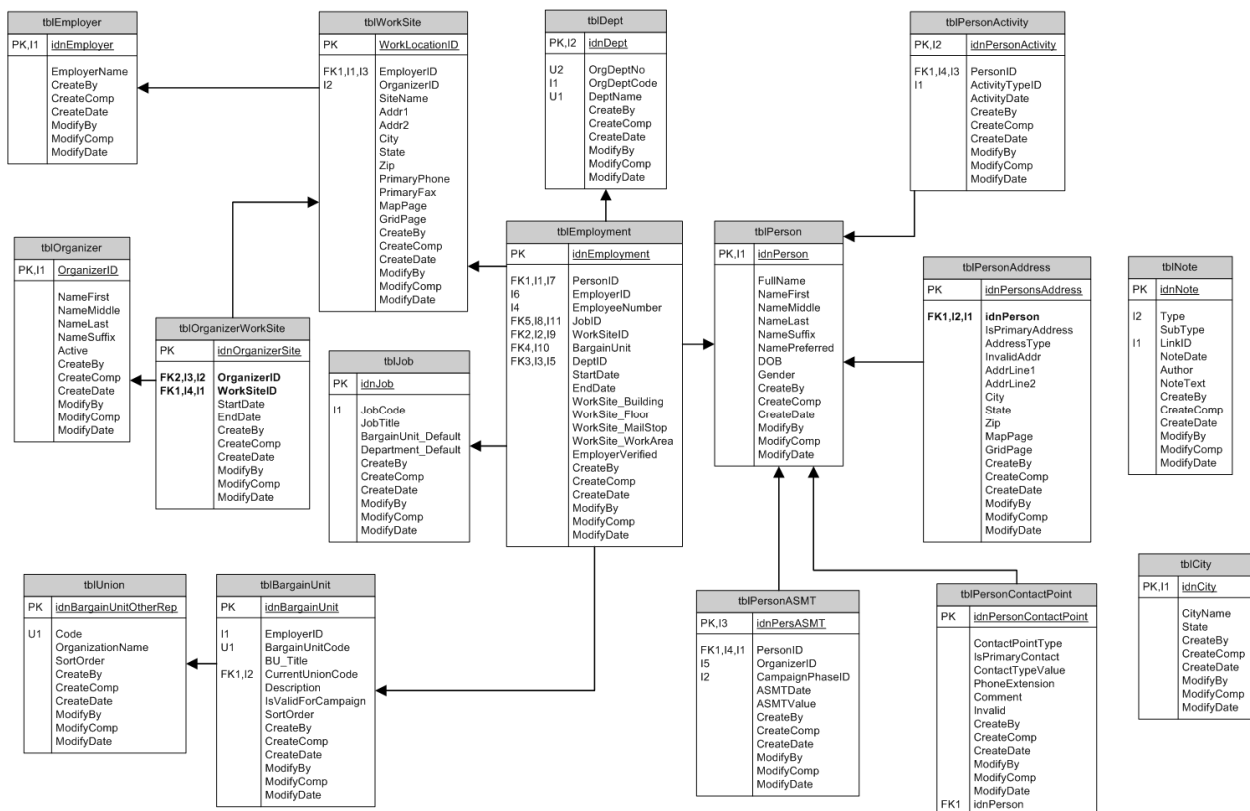 tblEmployer
PK,I1 idnEmployer
EmployerName
CreateBy
CreateComp
CreateDate
ModifyBy
ModifyComp
ModifyDate
tblWorkSite
PK WorkLocationID
FK1,I1,I3 EmployerID
I2 OrganizerID
SiteName
Addr1
Addr2
City
State
Zip
PrimaryPhone
PrimaryFax
MapPage
GridPage
CreateBy
CreateComp
CreateDate
ModifyBy
ModifyComp
ModifyDate
tblDept
PK,I2 idnDept
U2 OrgDeptNo
I1 OrgDeptCode
U1 DeptName
CreateBy
CreateComp
CreateDate
ModifyBy
ModifyComp
ModifyDate
tblPersonActivity
PK,I2 idnPersonActivity
FK1,I4,I3 PersonID
I1 ActivityTypeID
ActivityDate
CreateBy
CreateComp
CreateDate
ModifyBy
ModifyComp
ModifyDate
tblOrganizer
PK,I1 OrganizerID
NameFirst
NameMiddle
NameLast
NameSuffix
Active
CreateBy
CreateComp
CreateDate
ModifyBy
ModifyComp
ModifyDate
tblOrganizerWorkSite
PK idnOrganizerSite
FK2,I3,I2 OrganizerID
FK1,I4,I1 WorkSiteID
StartDate
EndDate
CreateBy
CreateComp
CreateDate
ModifyBy
ModifyComp
ModifyDate
tblJob
PK idnJob
I1 JobCode
JobTitle
BargainUnit_Default
Department_Default
CreateBy
CreateComp
CreateDate
ModifyBy
ModifyComp
ModifyDate
tblEmployment
PK idnEmployment
FK1,I1,I7 PersonID
I6 EmployerID
I4 EmployeeNumber
FK5,I8,I11 JobID
FK2,I2,I9 WorkSiteID
FK4,I10 BargainUnit
FK3,I3,I5 DeptID
StartDate
EndDate
WorkSite_Building
WorkSite_Floor
WorkSite_MailStop
WorkSite_WorkArea
EmployerVerified
CreateBy
CreateComp
CreateDate
ModifyBy
ModifyComp
ModifyDate
tblPerson
PK,I1 idnPerson
FullName
NameFirst
NameMiddle
NameLast
NameSuffix
NamePreferred
DOB
Gender
CreateBy
CreateComp
CreateDate
ModifyBy
ModifyComp
ModifyDate
tblPersonAddress
PK idnPersonsAddress
FK1,I2,I1 idnPerson
IsPrimaryAddress
AddressType
InvalidAddr
AddrLine1
AddrLine2
City
State
Zip
MapPage
GridPage
CreateBy
CreateComp
CreateDate
ModifyBy
ModifyComp
ModifyDate
tblNote
PK idnNote
I2 Type
SubType
I1 LinkID
NoteDate
Author
NoteText
CreateBy
CreateComp
CreateDate
ModifyBy
ModifyComp
ModifyDate
tblUnion
PK idnBargainUnitOtherRep
U1 Code
OrganizationName
SortOrder
CreateBy
CreateComp
CreateDate
ModifyBy
ModifyComp
ModifyDate
tblBargainUnit
PK idnBargainUnit
I1 EmployerID
U1 BargainUnitCode
BU_Title
FK1,I2 CurrentUnionCode
Description
IsValidForCampaign
SortOrder
CreateBy
CreateComp
CreateDate
ModifyBy
ModifyComp
ModifyDate
tblPersonASMT
PK,I3 idnPersASMT
FK1,I4,I1 PersonID
I5 OrganizerID
I2 CampaignPhaseID
ASMTDate
ASMTValue
CreateBy
CreateComp
CreateDate
ModifyBy
ModifyComp
ModifyDate
tblPersonContactPoint
PK idnPersonContactPoint
ContactPointType
IsPrimaryContact
ContactTypeValue
PhoneExtension
Comment
Invalid
CreateBy
CreateComp
CreateDate
ModifyBy
ModifyComp
ModifyDate
FK1 idnPerson
tblCity
PK,I1 idnCity
CityName
State
CreateBy
CreateComp
CreateDate
ModifyBy
ModifyComp
ModifyDate